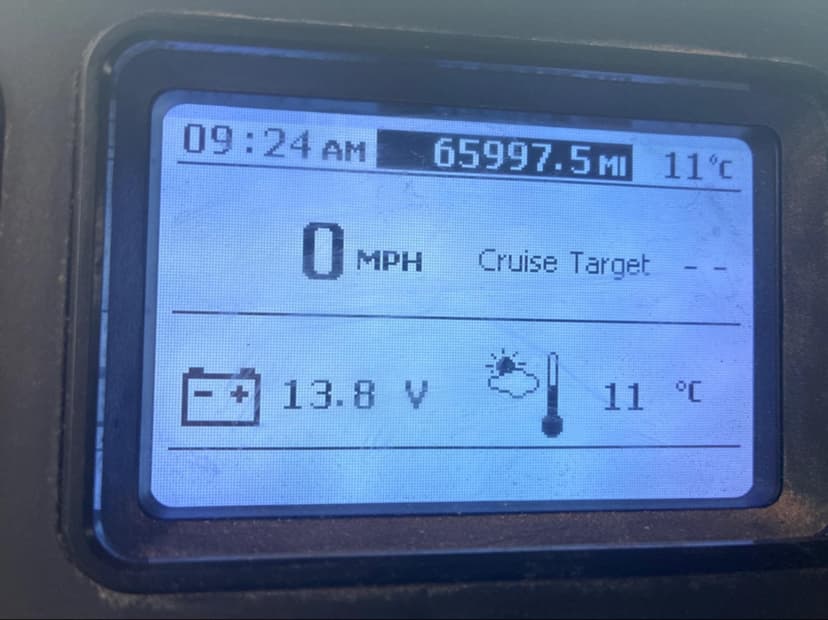 09:24 AM 65997.5 MI 11°C
0 MPH Cruise Target --
- + 13.8 V 11 °C